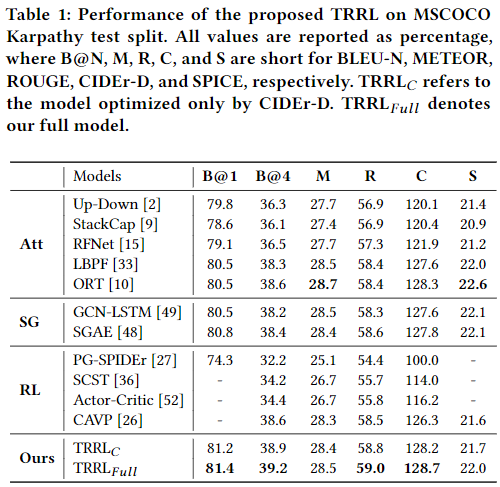 Table 1: Performance of the proposed TRRL on MSCOCO
Karpathy test split. All values are reported as percentage,
where B@N, M, R, C, and S are short for BLEU-N, METEOR,
ROUGE, CIDEr-D, and SPICE, respectively. TRRL_C refers to
the model optimized only by CIDEr-D. TRRL_Full denotes
our full model.
Models B@1 B@4 M R C S
Up-Down [2] 79.8 36.3 27.7 56.9 120.1 21.4
StackCap [9] 78.6 36.1 27.4 56.9 120.4 20.9
Att RFNet [15] 79.1 36.5 27.7 57.3 121.9 21.2
LBPF [33] 80.5 38.3 28.5 58.4 127.6 22.0
ORT [10] 80.5 38.6 28.7 58.4 128.3 22.6
SG GCN-LSTM [49] 80.5 38.2 28.5 58.3 127.6 22.1
SGAE [48] 80.8 38.4 28.4 58.6 127.8 22.1
PG-SPIDEr [27] 74.3 32.2 25.1 54.4 100.0 -
RL SCST [36] - 34.2 26.7 55.7 114.0 -
Actor-Critic [52] - 34.4 26.7 55.8 116.2 -
CAVP [26] - 38.6 28.3 58.5 126.3 21.6
Ours TRRL_C 81.2 38.9 28.4 58.8 128.2 21.7
TRRL_Full 81.4 39.2 28.5 59.0 128.7 22.0